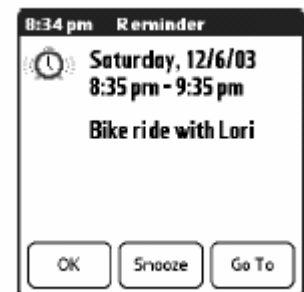 8:34 pm Reminder
Saturday, 12/6/03
8:35 pm - 9:35 pm
Bike ride with Lori
OK Snooze Go To